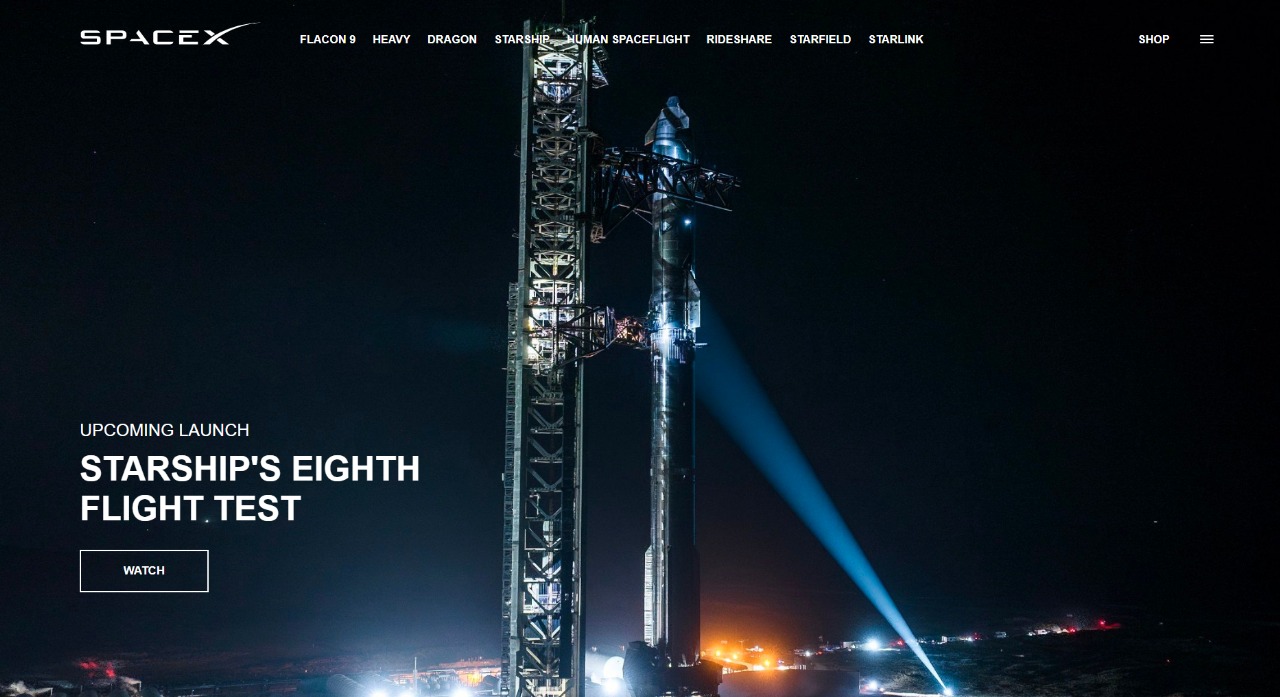 SPACEX
FLACON 9 HEAVY DRAGON STARSHIP HUMAN SPACEFLIGHT RIDESHARE STARFIELD STARLINK SHOP
UPCOMING LAUNCH
STARSHIP'S EIGHTH
FLIGHT TEST
WATCH